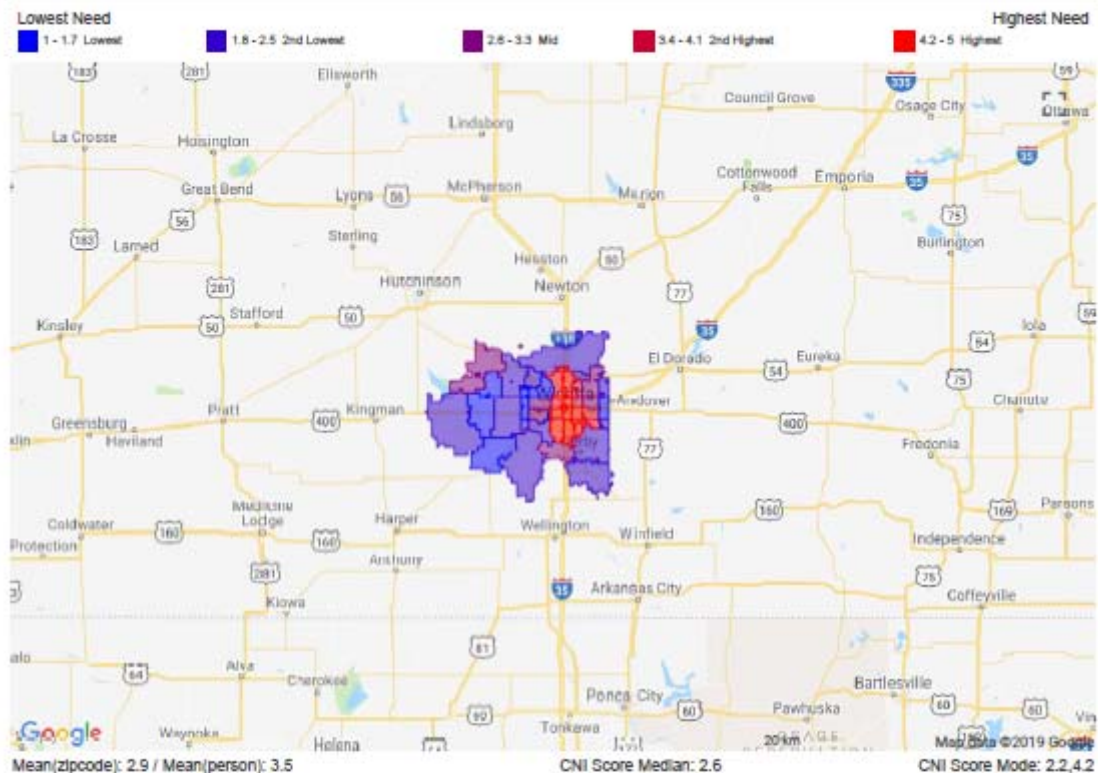 Lowest Need Highest Need
1 - 1.7 Lowest 1.8 - 2.5 2nd Lowest 2.6 - 3.3 Mid 3.4 - 4.1 2nd Highest 4.2 - 5 Highest
183 281 Ellsworth 335 59
Council Grove Osage City Ottawa
La Crosse Hoisington Lindsborg 35
Cottonwood Falls Emporia 35
Great Bend Lyons 56 McPherson Marion
56 75
183 Larned Sterling Burlington
Hesston 50
281 Hutchinson Newton 77
Kinsley 50 Stafford 50 35 Iola 59
54
El Dorado 54 Eureka
75
Greensburg Pratt Kingman Andover Chanute
Haviland 400 400
77 Fredonia
Medicine Lodge 160 169 Parsons
Coldwater 160 Harper Wellington Winfield
Protection 160 Independence
Anthony
281 75
Kiowa 35 Arkansas City Coffeyville
81
64 Alva
Cherokee Bartlesville
Ponca City
60 60 Pawhuska 60
Google Waynoka Helena Tonkawa 20 km Map data ©2019 Google
Mean(zipcode): 2.9 / Mean(person): 3.5 CNI Score Median: 2.6 CNI Score Mode: 2.2,4.2